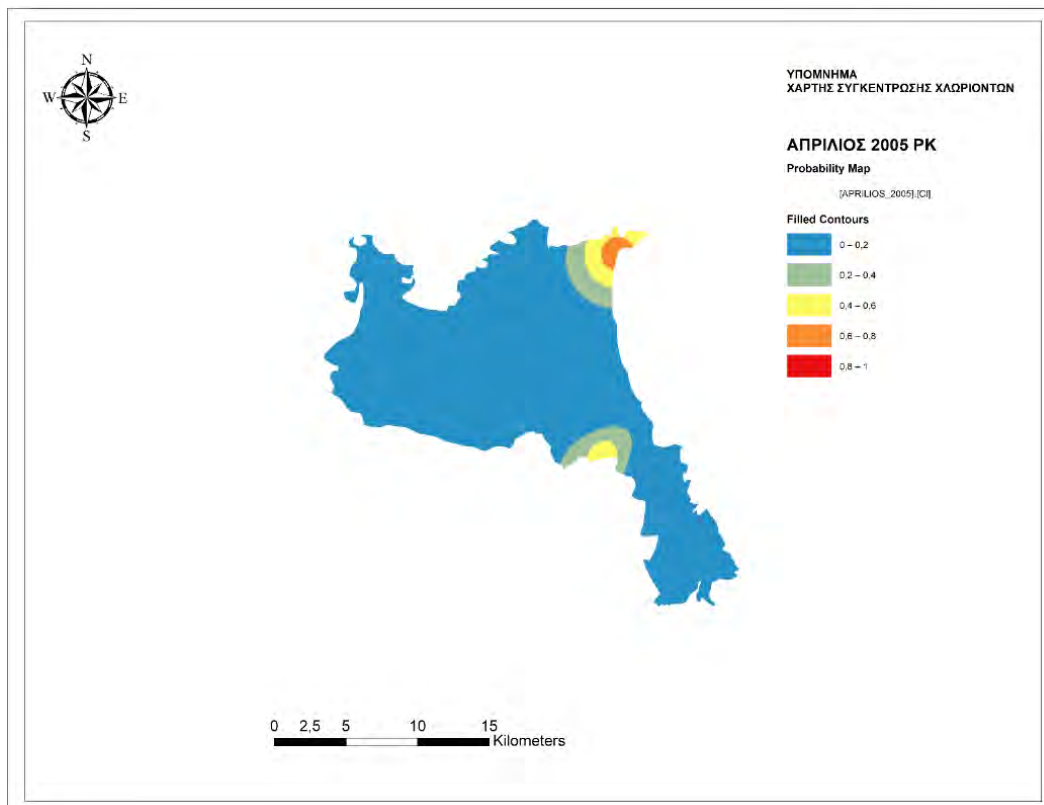 N
W E
S
ΥΠΟΜΝΗΜΑ
ΧΑΡΤΗΣ ΣΥΓΚΕΝΤΡΩΣΗΣ ΧΛΩΡΙΟΝΤΩΝ
ΑΠΡΙΛΙΟΣ 2005 PK
Probability Map
[APRILIOS_2005].[Cl]
Filled Contours
0 – 0,2
0,2 – 0,4
0,4 – 0,6
0,6 – 0,8
0,8 – 1
0 2,5 5 10 15
Kilometers